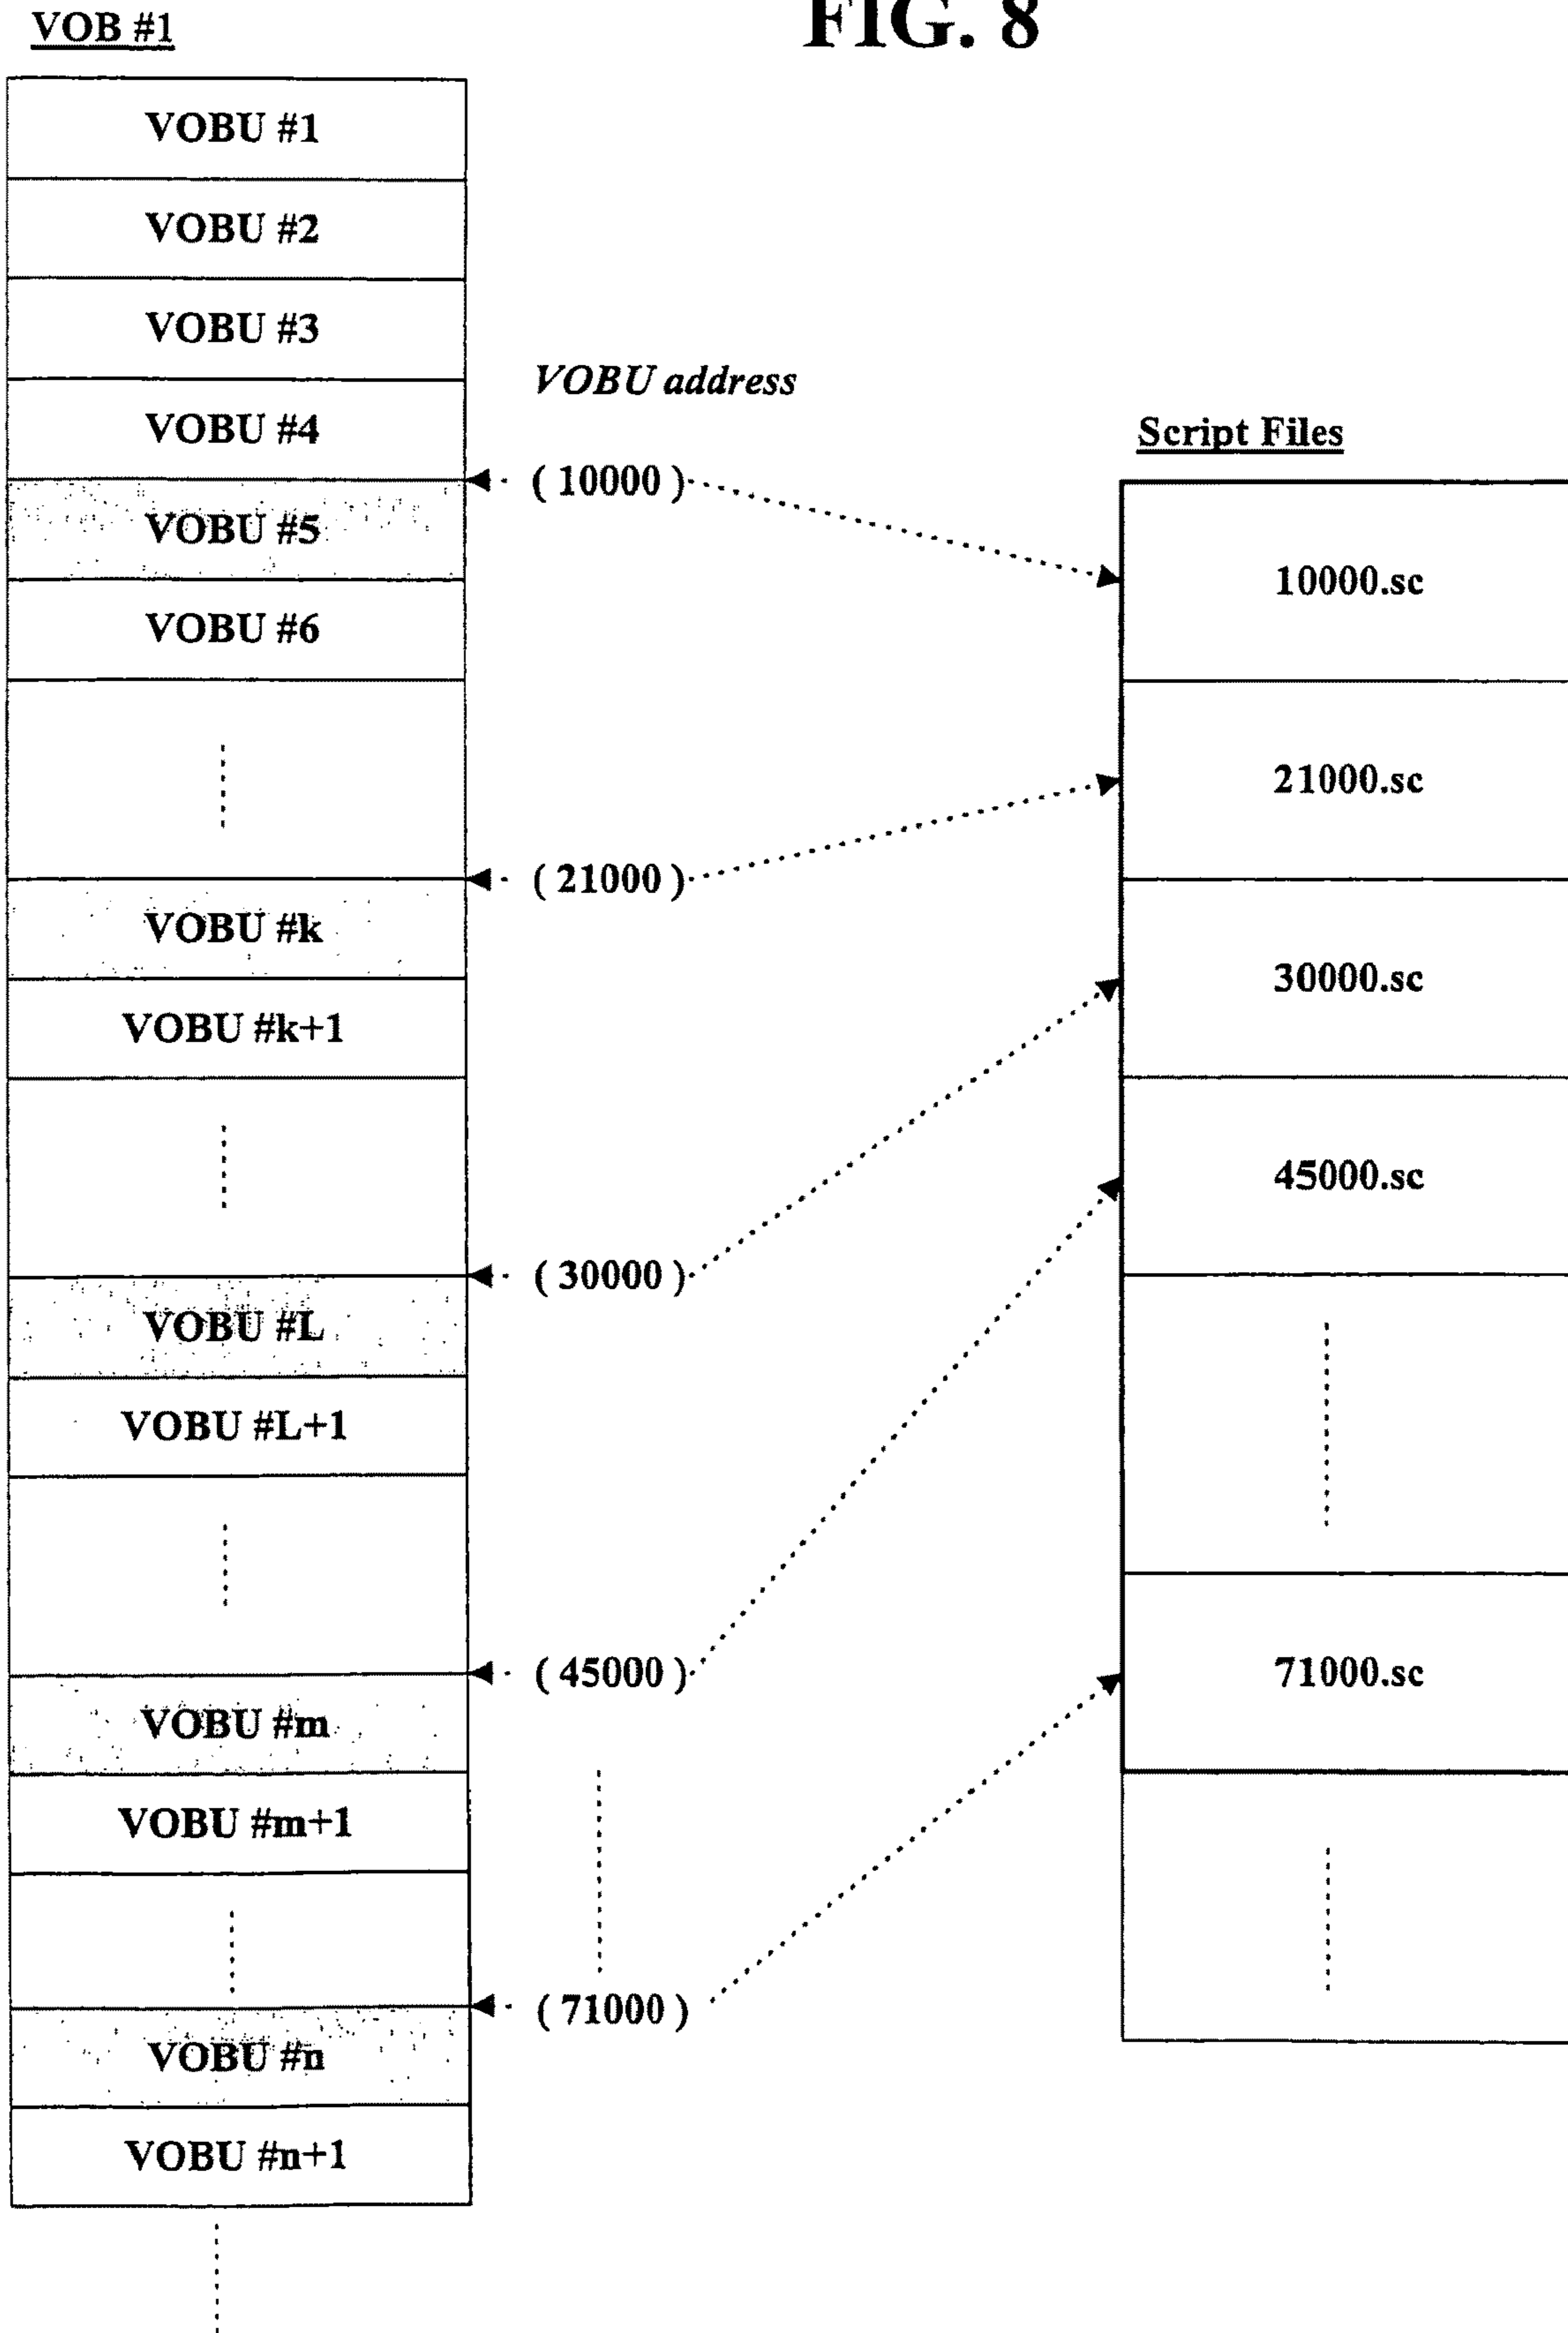 FIG. 8
VOB #1
VOBU #1
VOBU #2
VOBU #3
VOBU #4
VOBU #5
VOBU #6
VOBU #k
VOBU #k+1
VOBU #L
VOBU #L+1
VOBU #m
VOBU #m+1
VOBU #n
VOBU #n+1
VOBU address
( 10000 )
( 21000 )
( 30000 )
( 45000 )
( 71000 )
Script Files
10000.sc
21000.sc
30000.sc
45000.sc
71000.sc